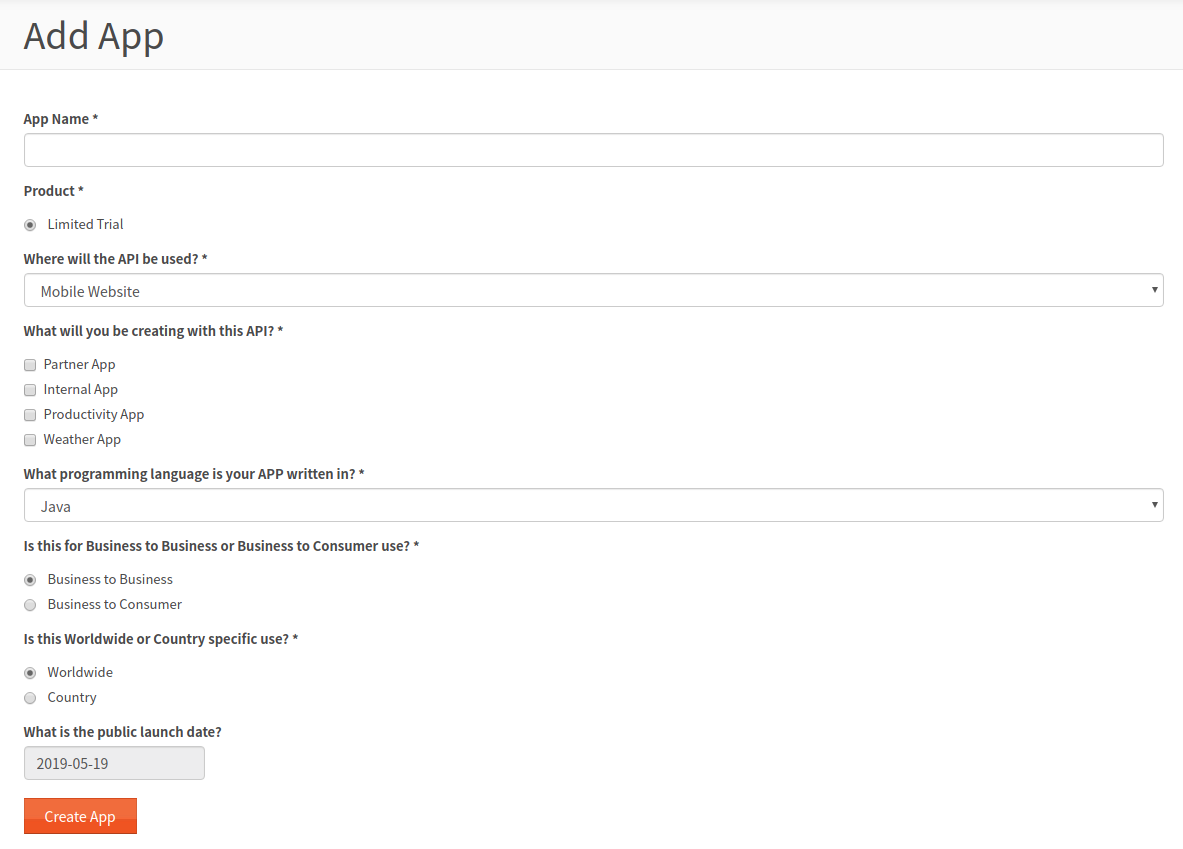 Add App
App Name *
Product *
Limited Trial
Where will the API be used? *
Mobile Website
What will you be creating with this API? *
Partner App
Internal App
Productivity App
Weather App
What programming language is your APP written in? *
Java
Is this for Business to Business or Business to Consumer use? *
Business to Business
Business to Consumer
Is this Worldwide or Country specific use? *
Worldwide
Country
What is the public launch date?
2019-05-19
Create App